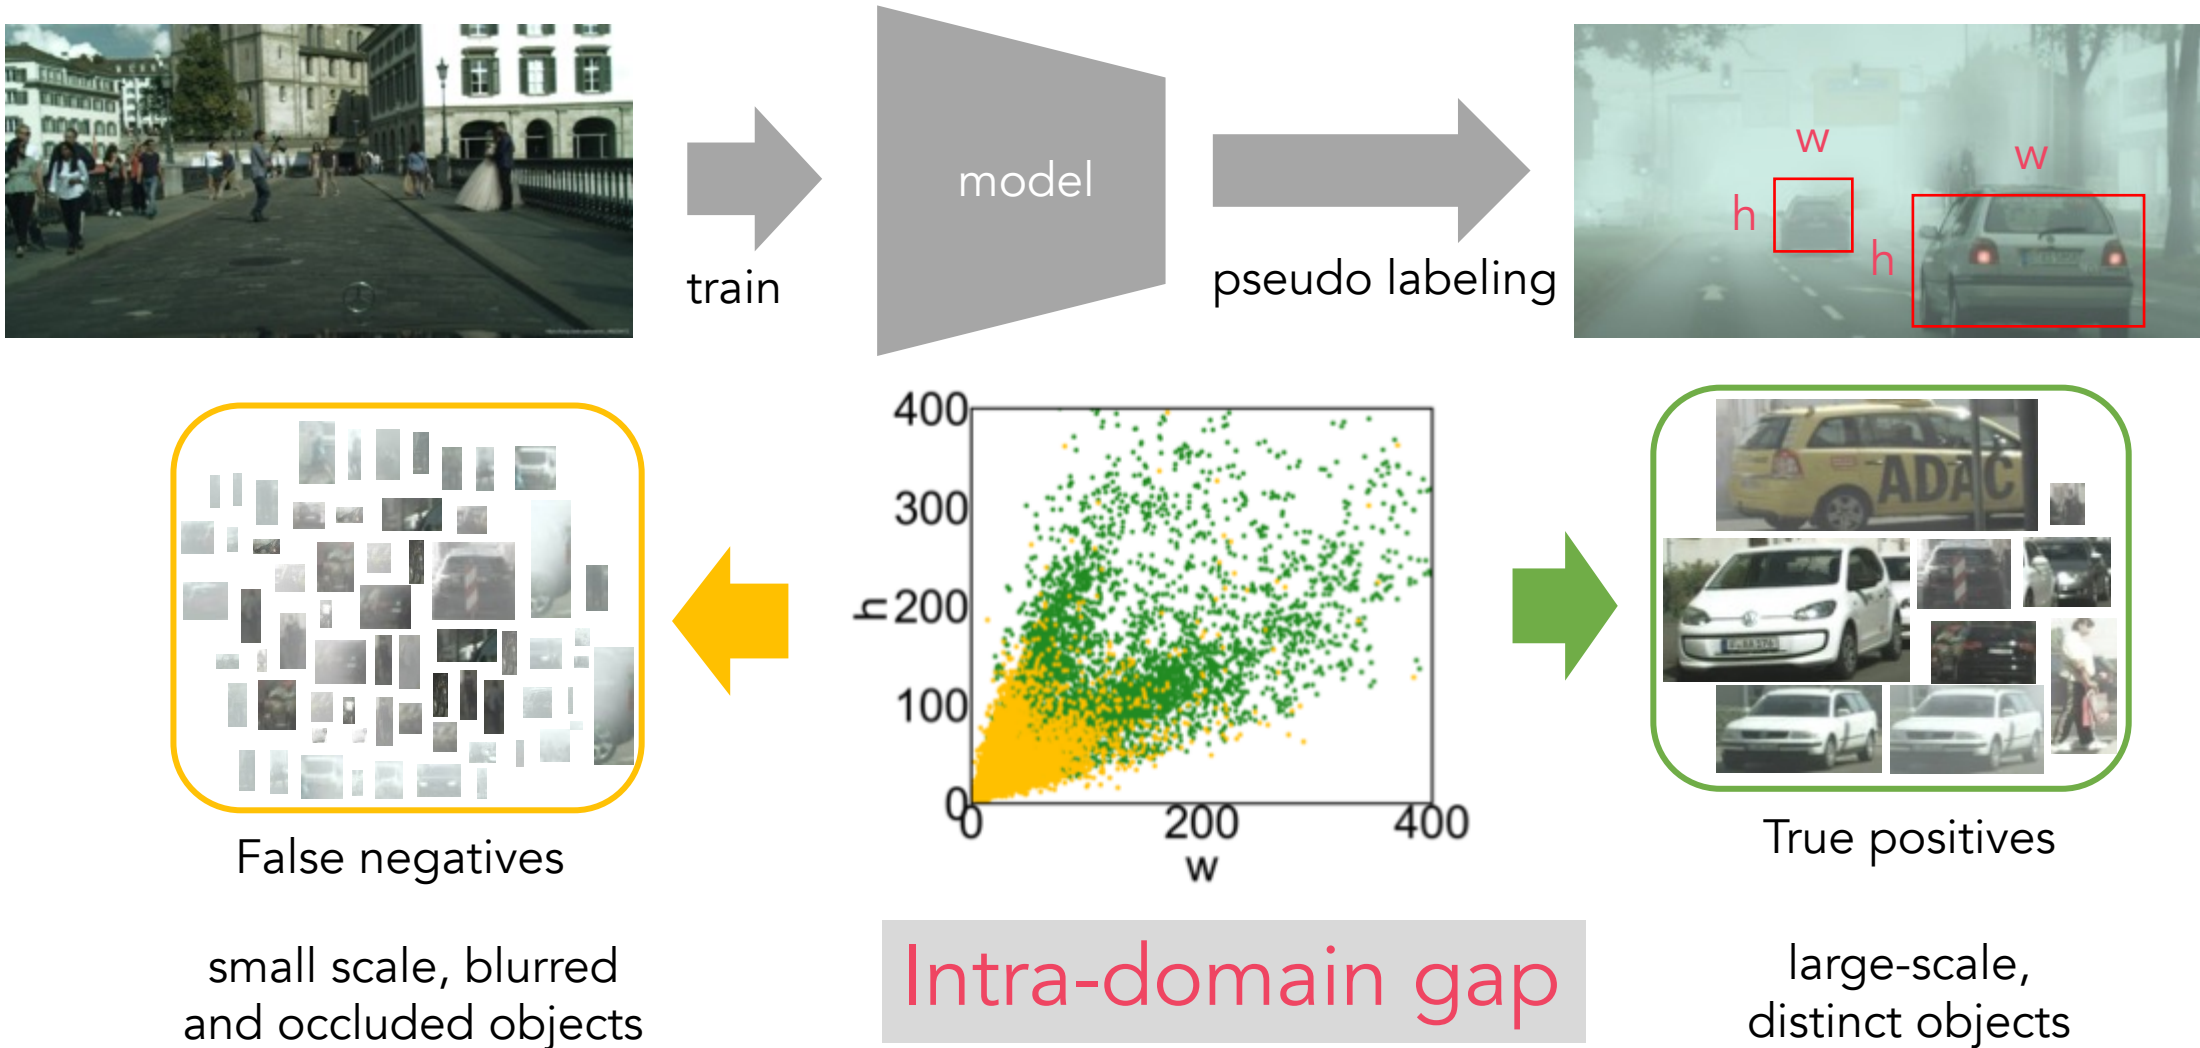 model
train
pseudo labeling
w
w
h
h
400
300
h
200
100
0
0
200
400
w
ADAC
False negatives
True positives
small scale, blurred
and occluded objects
Intra-domain gap
large-scale,
distinct objects